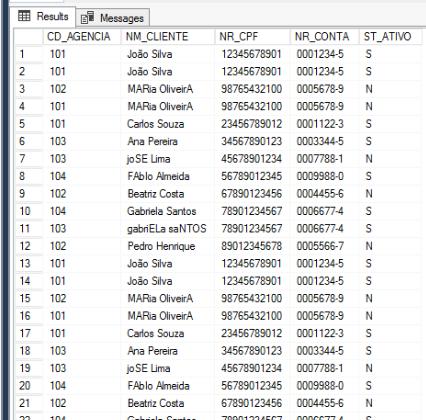 Results Messages
CD_AGENCIA NM_CLIENTE NR_CPF NR_CONTA ST_ATIVO
1 101 João Silva 12345678901 0001234-5 S
2 101 João Silva 12345678901 0001234-5 S
3 102 MARia OliveirA 98765432100 0005678-9 N
4 101 MARia OliveirA 98765432100 0005678-9 N
5 101 Carlos Souza 23456789012 0001122-3 S
6 103 Ana Pereira 34567890123 0003344-5 S
7 103 joSE Lima 45678901234 0007788-1 N
8 104 FAbIo Almeida 56789012345 0009988-0 S
9 102 Beatriz Costa 67890123456 0004455-6 N
10 104 Gabriela Santos 78901234567 0006677-4 S
11 103 gabriELa saNTOS 78901234567 0006677-4 S
12 102 Pedro Henrique 89012345678 0005566-7 N
13 101 João Silva 12345678901 0001234-5 S
14 101 João Silva 12345678901 0001234-5 S
15 102 MARia OliveirA 98765432100 0005678-9 N
16 101 MARia OliveirA 98765432100 0005678-9 N
17 101 Carlos Souza 23456789012 0001122-3 S
18 103 Ana Pereira 34567890123 0003344-5 S
19 103 joSE Lima 45678901234 0007788-1 N
20 104 FAbIo Almeida 56789012345 0009988-0 S
21 102 Beatriz Costa 67890123456 0004455-6 N
22 104 Gabriela Santos 78901234567 0006677-4 S